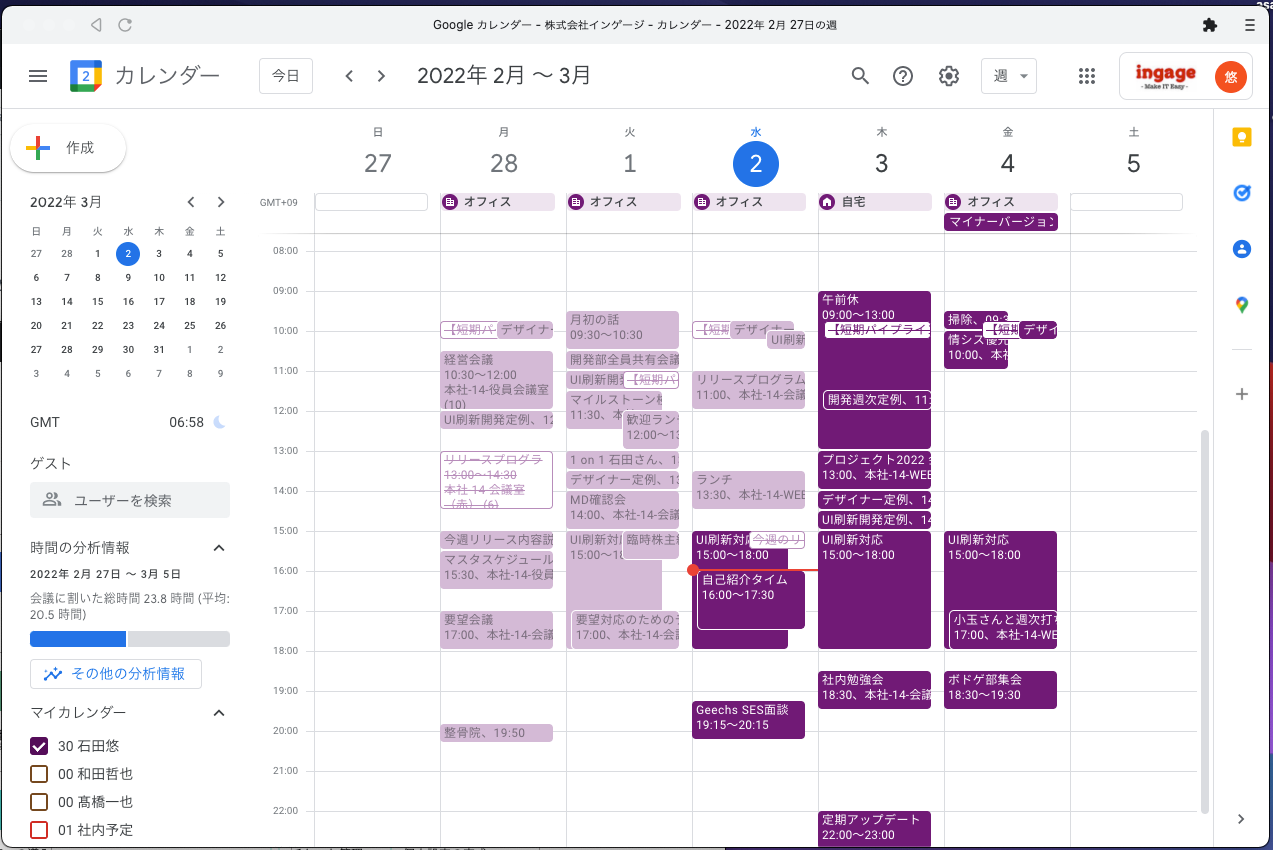 Google カレンダー - 株式会社インゲージ - カレンダー - 2022年 2月 27日の週
2
カレンダー
今日
2022年 2月 ～ 3月
週
ingage
- Make IT Easy -
悠
作成
2022年 3月
日 月 火 水 木 金 土
27 28 1 2 3 4 5
6 7 8 9 10 11 12
13 14 15 16 17 18 19
20 21 22 23 24 25 26
27 28 29 30 31 1 2
3 4 5 6 7 8 9
GMT 06:58
ゲスト
ユーザーを検索
時間の分析情報
2022年 2月 27日 ～ 3月 5日
会議に割いた総時間 23.8 時間 (平均:
20.5 時間)
その他の分析情報
マイカレンダー
30 石田悠
00 和田哲也
00 髙橋一也
01 社内予定
日 月 火 水 木 金 土
27 28 1 2 3 4 5
GMT+09
オフィス オフィス オフィス 自宅 オフィス
マイナーバージョン
08:00
09:00
10:00
11:00
12:00
13:00
14:00
15:00
16:00
17:00
18:00
19:00
20:00
21:00
22:00
【短期パ
デザイナー
経営会議
10:30～12:00
本社-14-役員会議室
(10)
UI刷新開発定例、12
リリースプログラ
13:00～14:30
本社-14-会議室
（赤） (6)
今週リリース内容説
マスタスケジュール
15:30、本社-14-役員
要望会議
17:00、本社-14-会議
整骨院、19:50
月初の話
09:30～10:30
開発部全員共有会議
UI刷新開発
【短期パ
マイルストーン検
11:30、本
歓迎ラン
12:00～13
1 on 1 石田さん、1
デザイナー定例、13
MD確認会
14:00、本社-14-会議
UI刷新対応
15:00～18
臨時株主総
要望対応のための
17:00、本社-14-会議
【短期
デザイナー
UI刷新
リリースプログラム
11:00、本社-14-会議
ランチ
13:30、本社-14-WEB
UI刷新対応
15:00～18:00
今週のリ
自己紹介タイム
16:00～17:30
Geechs SES面談
19:15～20:15
午前休
09:00～13:00
【短期パイプライン
開発週次定例、11:
プロジェクト2022
13:00、本社-14-WEB
デザイナー定例、14
UI刷新開発定例、14
UI刷新対応
15:00～18:00
社内勉強会
18:30、本社-14-会議
定期アップデート
22:00～23:00
掃除、09:3
【短期
デザイ
情シス優先
10:00、本社
UI刷新対応
15:00～18:00
小玉さんと週次打ち
17:00、本社-14-WE
ボドゲ部集会
18:30～19:30